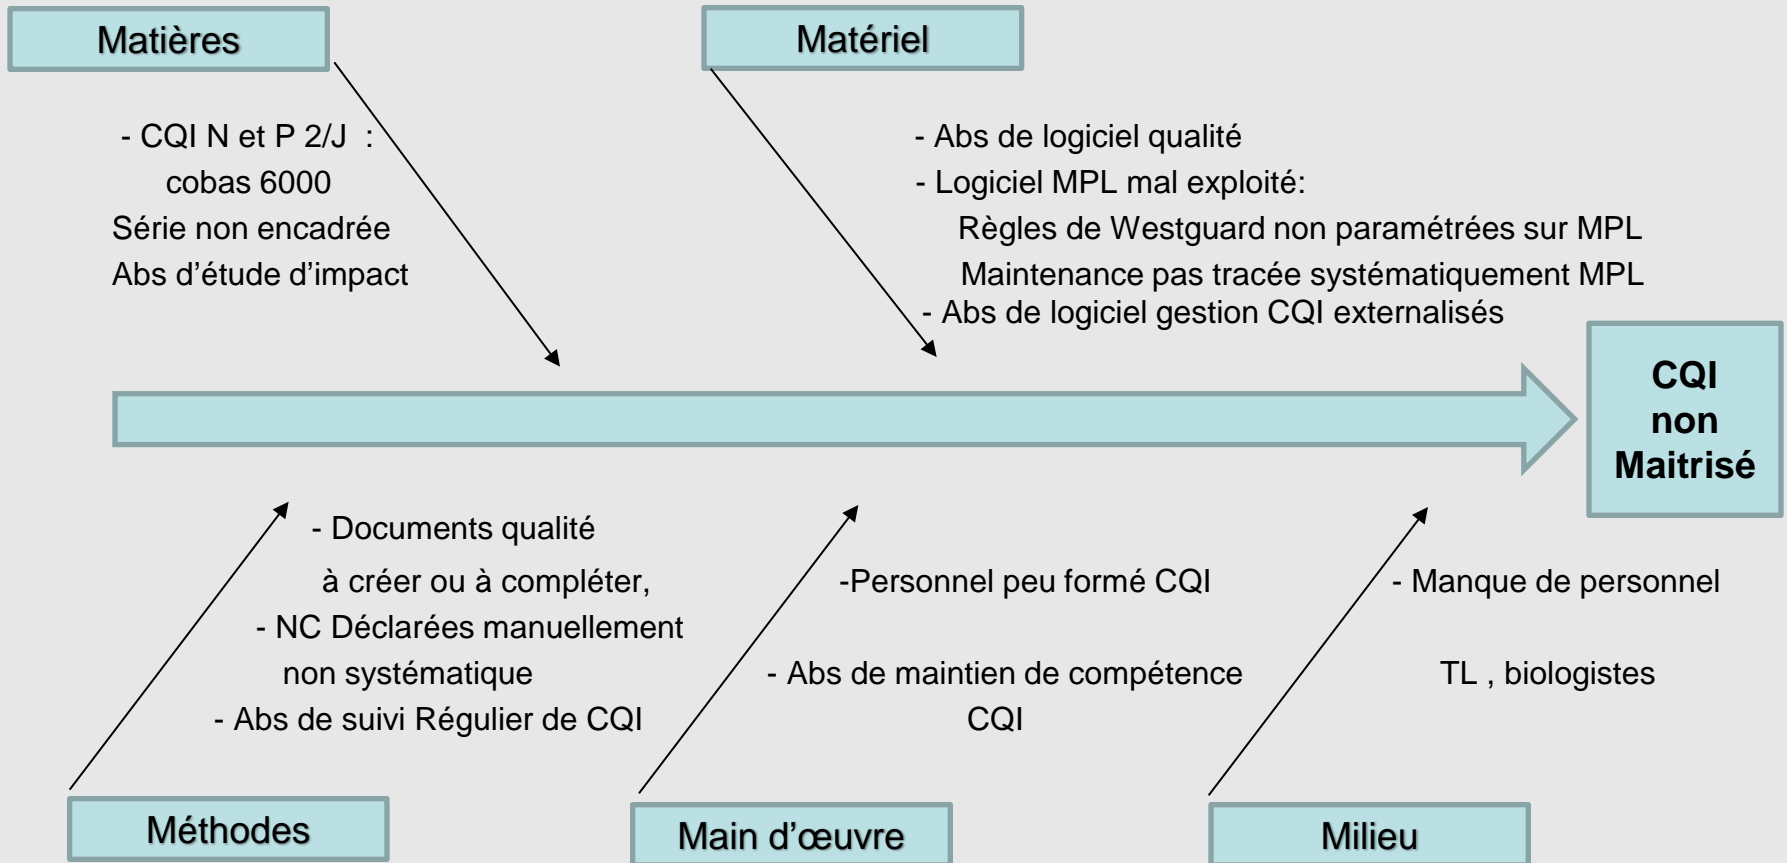 Matières
Matériel
- CQI N et P 2/J :
cobas 6000
Série non encadrée
Abs d’étude d’impact
- Abs de logiciel qualité
- Logiciel MPL mal exploité:
Règles de Westguard non paramétrées sur MPL
Maintenance pas tracée systématiquement MPL
- Abs de logiciel gestion CQI externalisés
CQI
non
Maitrisé
- Documents qualité
à créer ou à compléter,
- NC Déclarées manuellement
non systématique
- Abs de suivi Régulier de CQI
-Personnel peu formé CQI
- Abs de maintien de compétence
CQI
- Manque de personnel
TL , biologistes
Méthodes
Main d’œuvre
Milieu